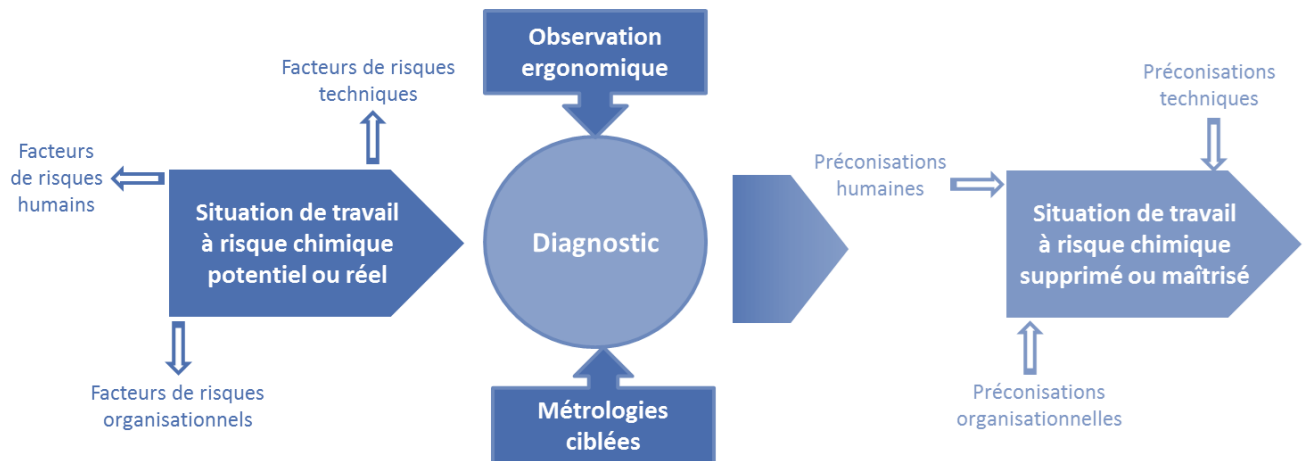 Facteurs de risques
techniques
Facteurs
de risques
humains
Situation de travail
à risque chimique
potentiel ou réel
Facteurs de risques
organisationnels
Observation
ergonomique
Diagnostic
Métrologies
ciblées
Préconisations
techniques
Préconisations
humaines
Situation de travail
à risque chimique
supprimé ou maîtrisé
Préconisations
organisationnelles